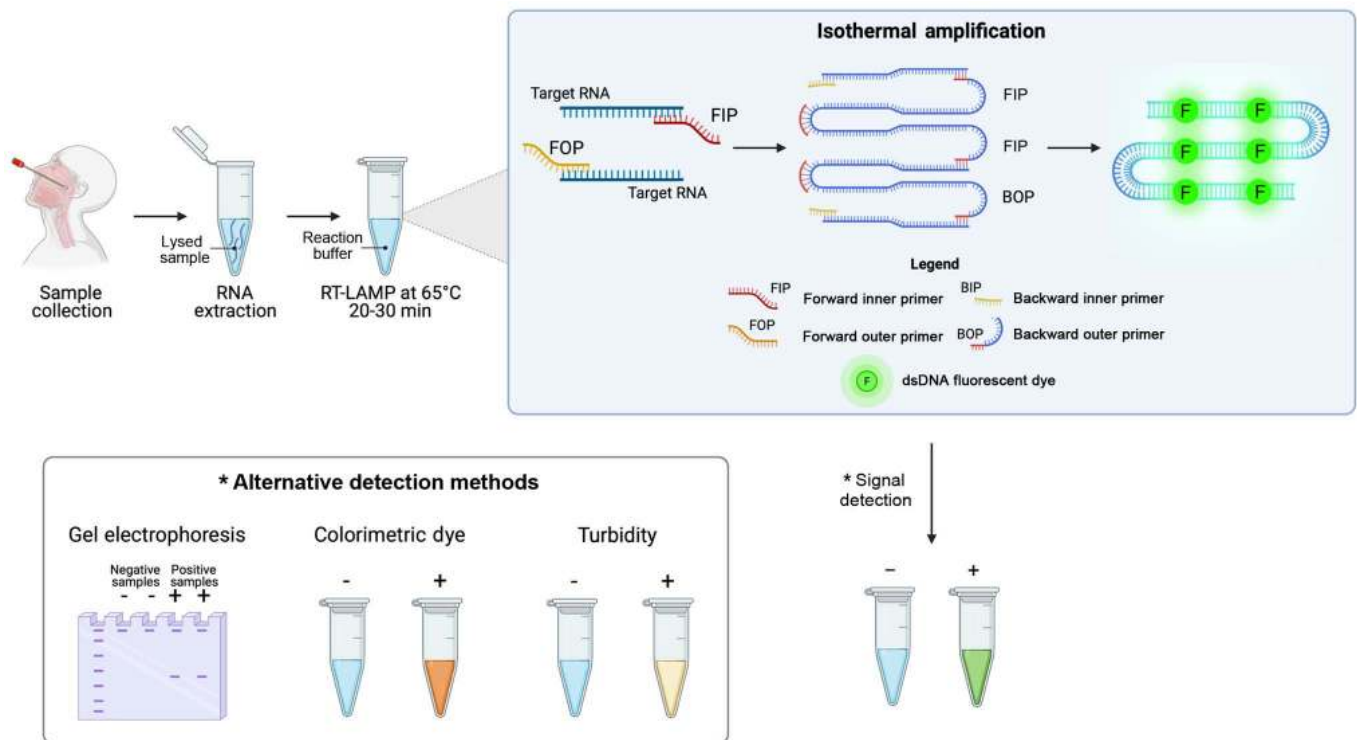 Isothermal amplification
Target RNA
FIP
FOP
Target RNA
FIP
FIP
BOP
F F
F F
F F
Lysed
sample
Reaction
buffer
Sample
collection
RNA
extraction
RT-LAMP at 65°C
20-30 min
Legend
FIP
Forward inner primer
BIP
Backward inner primer
FOP
Forward outer primer
BOP
Backward outer primer
F
dsDNA fluorescent dye
* Signal
detection
− +
* Alternative detection methods
Gel electrophoresis
Negative
samples
Positive
samples
- - + +
Colorimetric dye
- +
Turbidity
- +